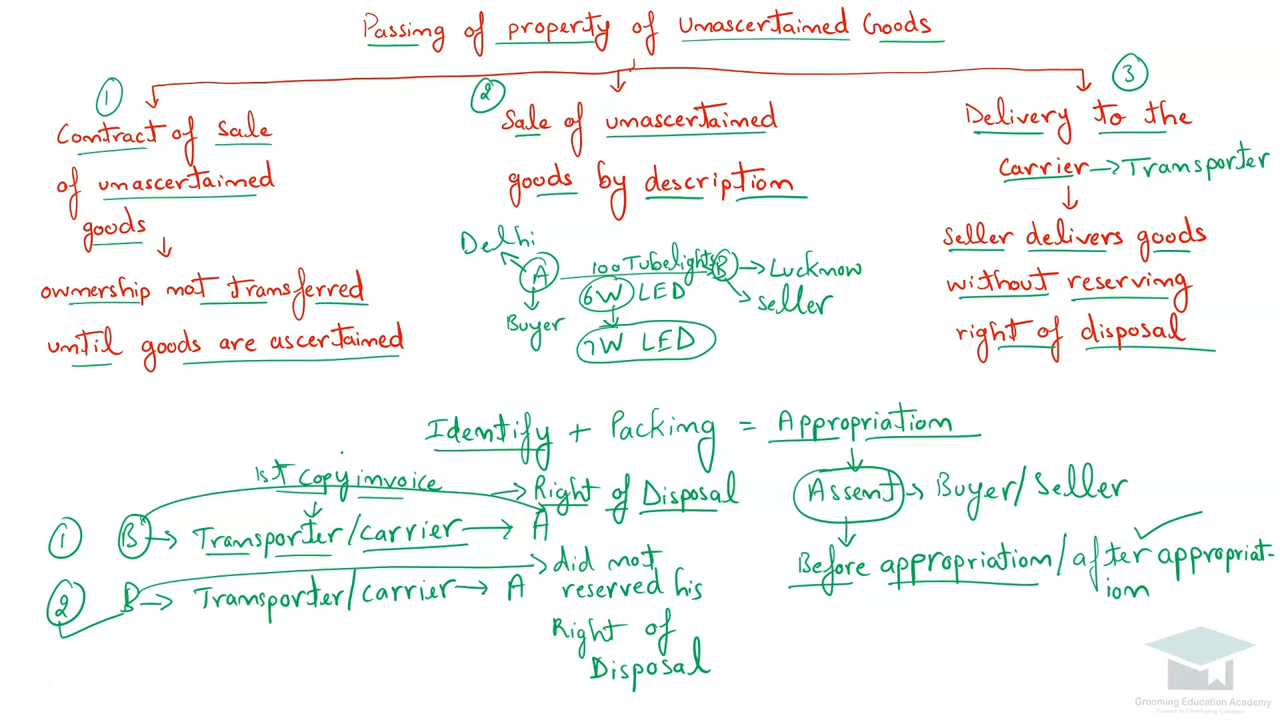 Passing of property of unascertained Goods
①
Contract of sale
of unascertained
goods
ownership not transferred
until goods are ascertained
②
Sale of unascertained
goods by description
Delhi
A 100 Tubelights B → Lucknow
6W LED
seller
Buyer
7W LED
③
Delivery to the
carrier → Transporter
Seller delivers goods
without reserving
right of disposal
Identify + Packing = Appropriation
Assent → Buyer/Seller
Before appropriation/after appropriat-
ion
Ist Copy invoice → Right of Disposal
① B → Transporter/carrier → A
② B → Transporter/carrier → A
did not
reserved his
Right of
Disposal
Grooming Education Academy